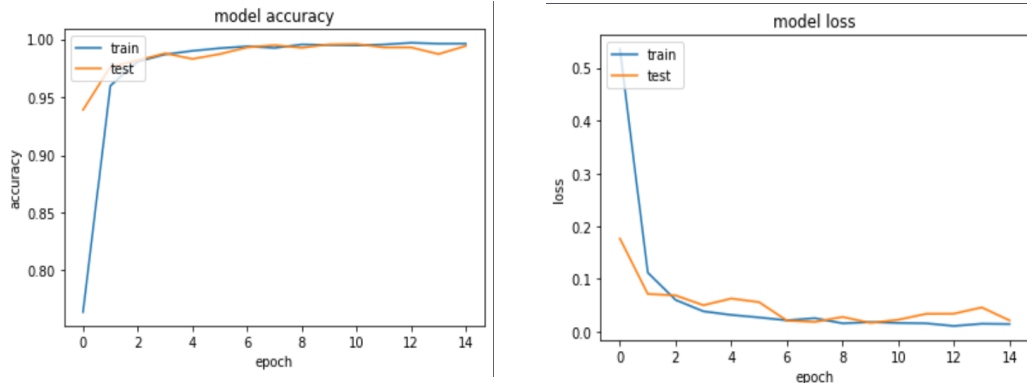 model accuracy
1.00
0.95
0.90
0.85
0.80
accuracy
train
test
0 2 4 6 8 10 12 14
epoch
model loss
0.5
0.4
0.3
0.2
0.1
0.0
loss
train
test
0 2 4 6 8 10 12 14
epoch